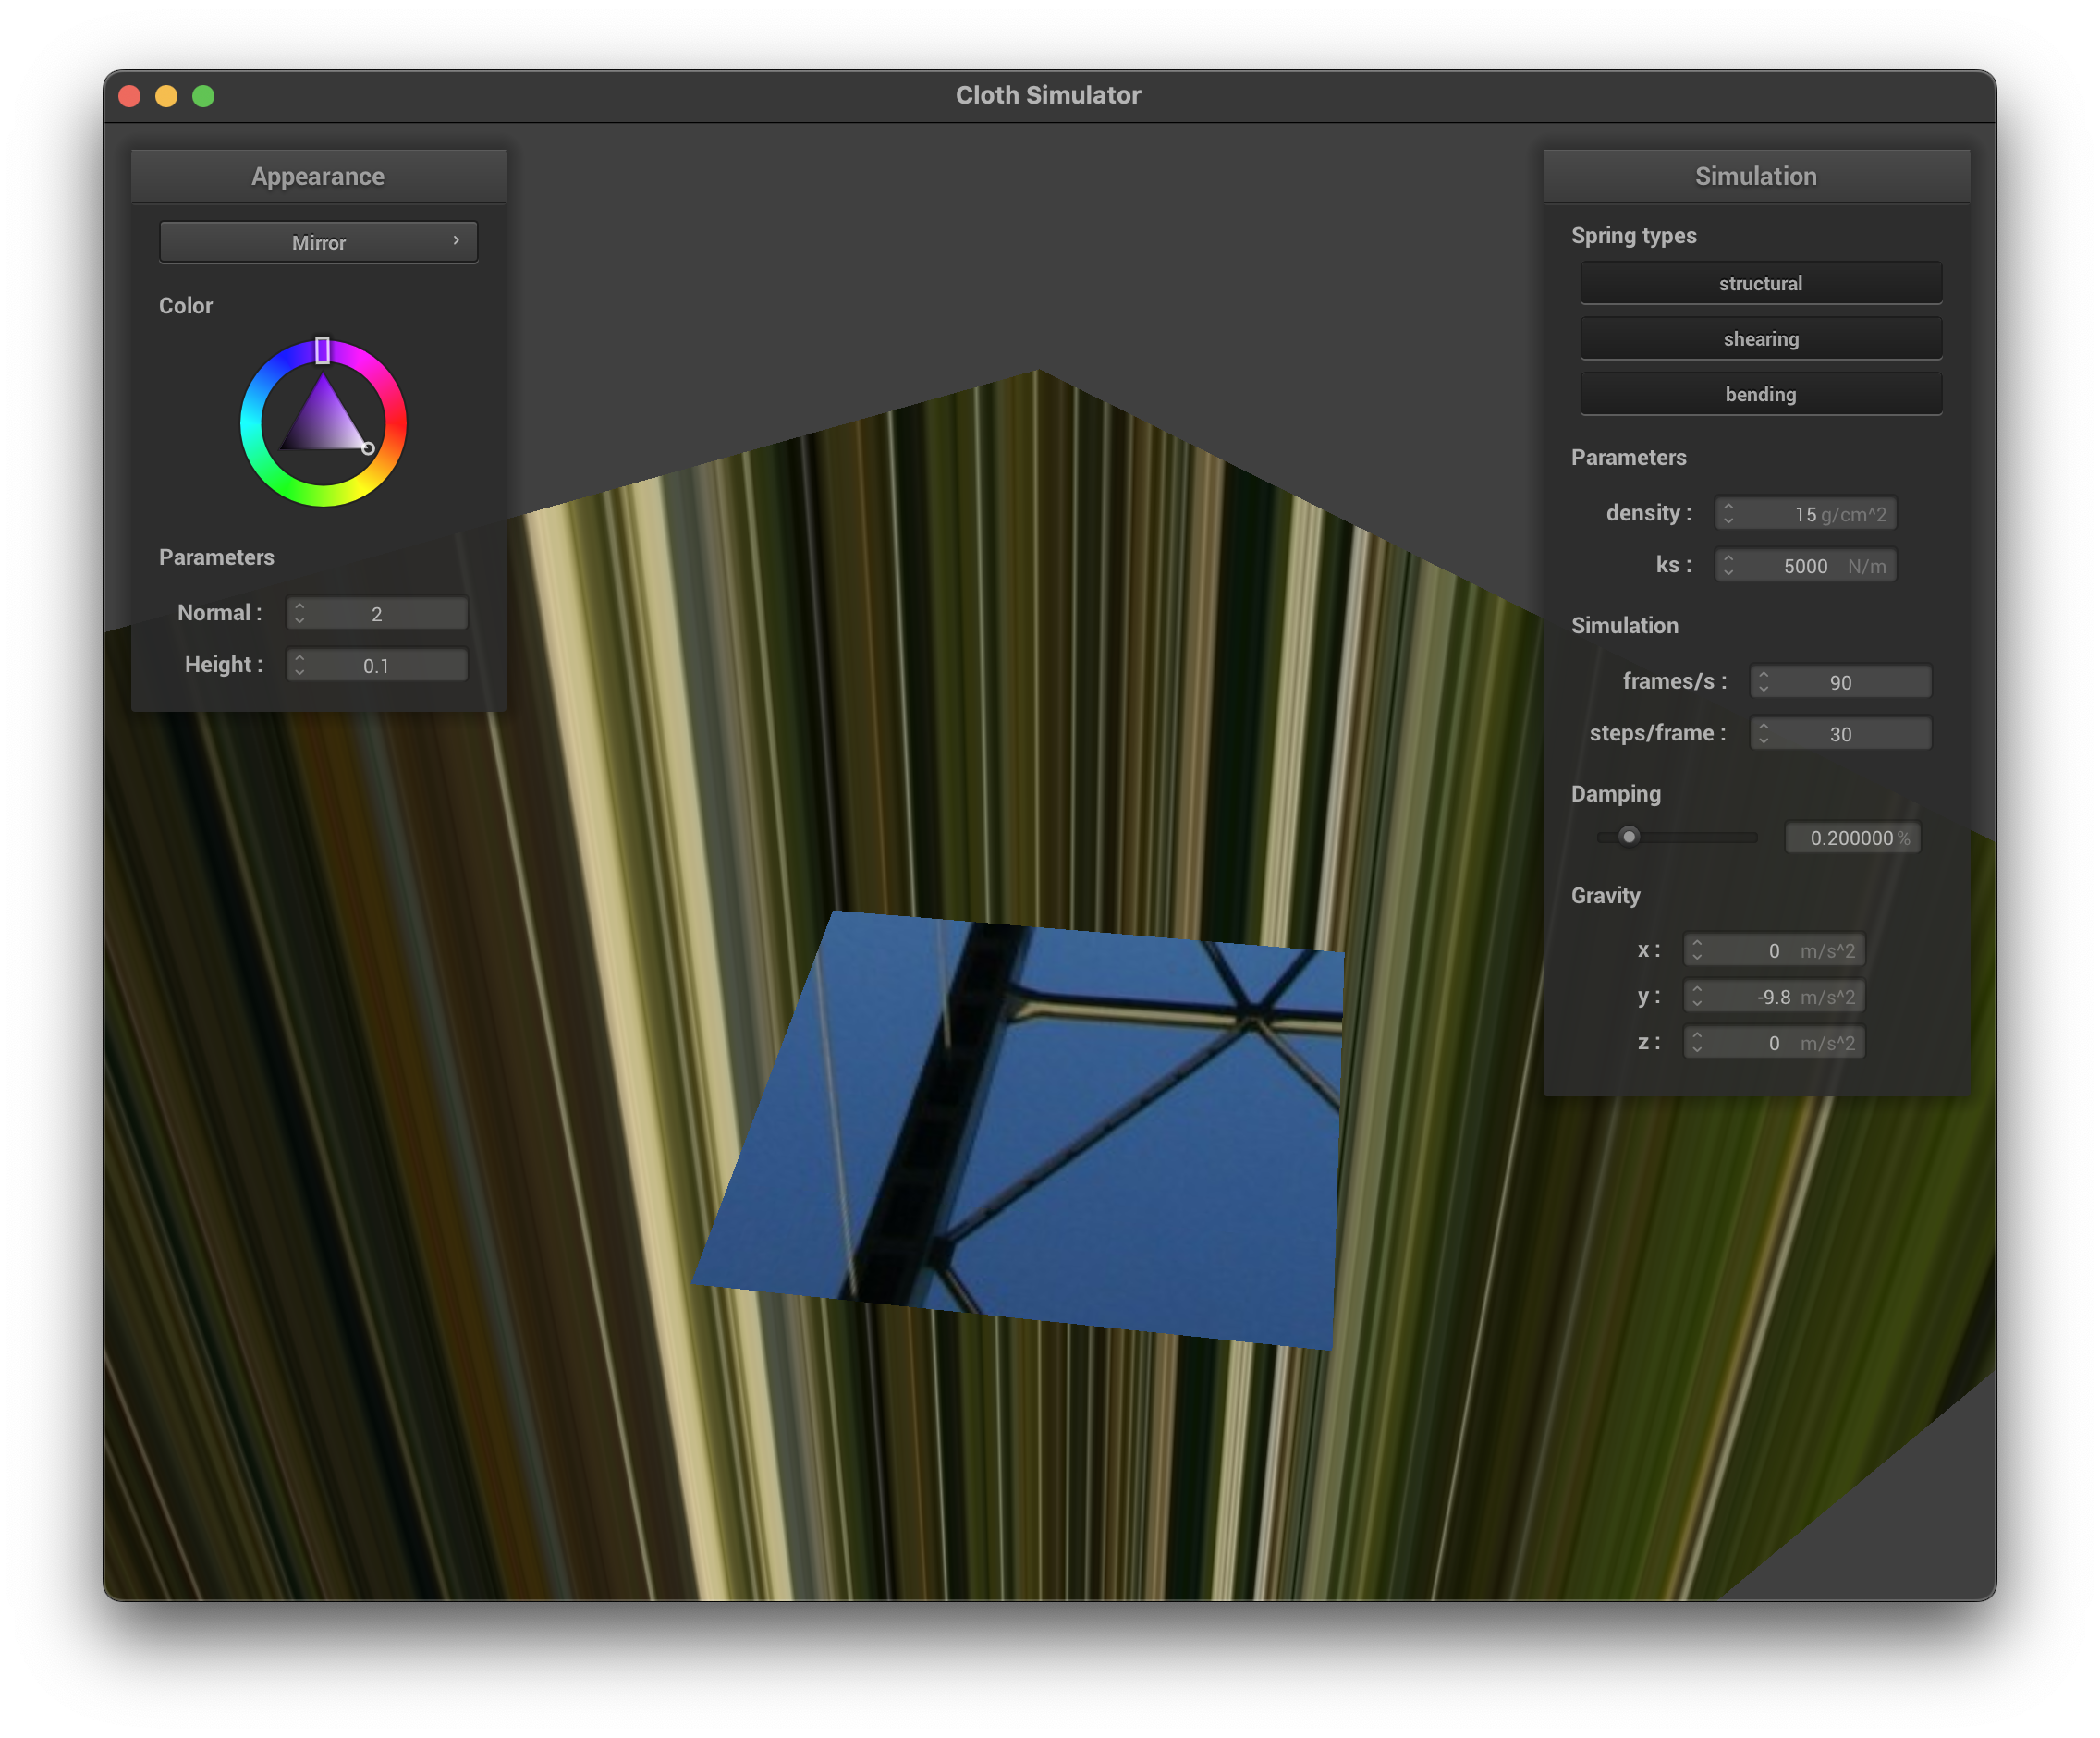 Cloth Simulator
Appearance
Mirror
Color
Parameters
Normal : 2
Height : 0.1
Simulation
Spring types
structural
shearing
bending
Parameters
density : 15 g/cm^2
ks : 5000 N/m
Simulation
frames/s : 90
steps/frame : 30
Damping
0.200000 %
Gravity
x : 0 m/s^2
y : -9.8 m/s^2
z : 0 m/s^2